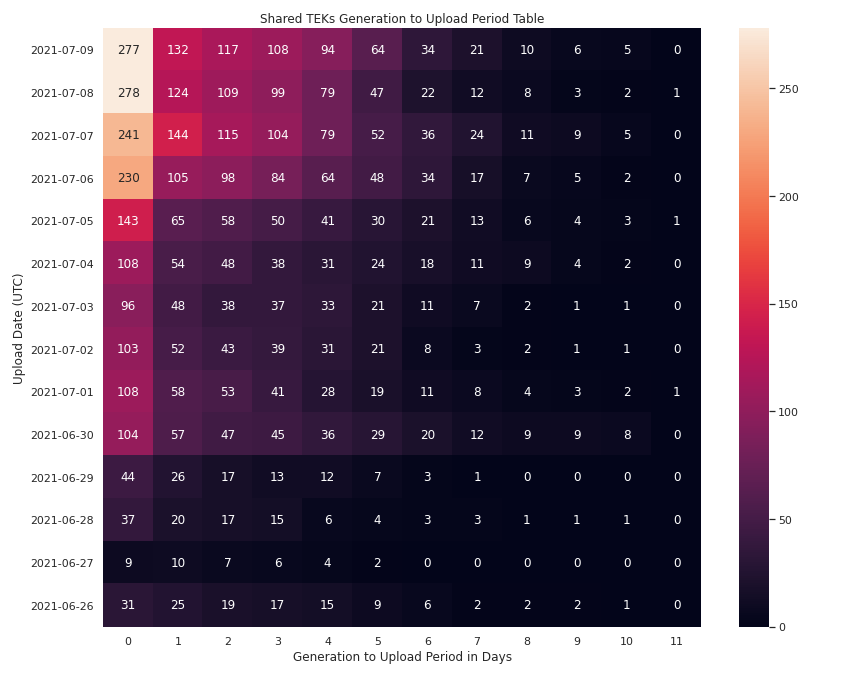 Shared TEKs Generation to Upload Period Table
Upload Date (UTC)
2021-07-09 277 132 117 108 94 64 34 21 10 6 5 0
2021-07-08 278 124 109 99 79 47 22 12 8 3 2 1
2021-07-07 241 144 115 104 79 52 36 24 11 9 5 0
2021-07-06 230 105 98 84 64 48 34 17 7 5 2 0
2021-07-05 143 65 58 50 41 30 21 13 6 4 3 1
2021-07-04 108 54 48 38 31 24 18 11 9 4 2 0
2021-07-03 96 48 38 37 33 21 11 7 2 1 1 0
2021-07-02 103 52 43 39 31 21 8 3 2 1 1 0
2021-07-01 108 58 53 41 28 19 11 8 4 3 2 1
2021-06-30 104 57 47 45 36 29 20 12 9 9 8 0
2021-06-29 44 26 17 13 12 7 3 1 0 0 0 0
2021-06-28 37 20 17 15 6 4 3 3 1 1 1 0
2021-06-27 9 10 7 6 4 2 0 0 0 0 0 0
2021-06-26 31 25 19 17 15 9 6 2 2 2 1 0
0 1 2 3 4 5 6 7 8 9 10 11
Generation to Upload Period in Days
250
200
150
100
50
0